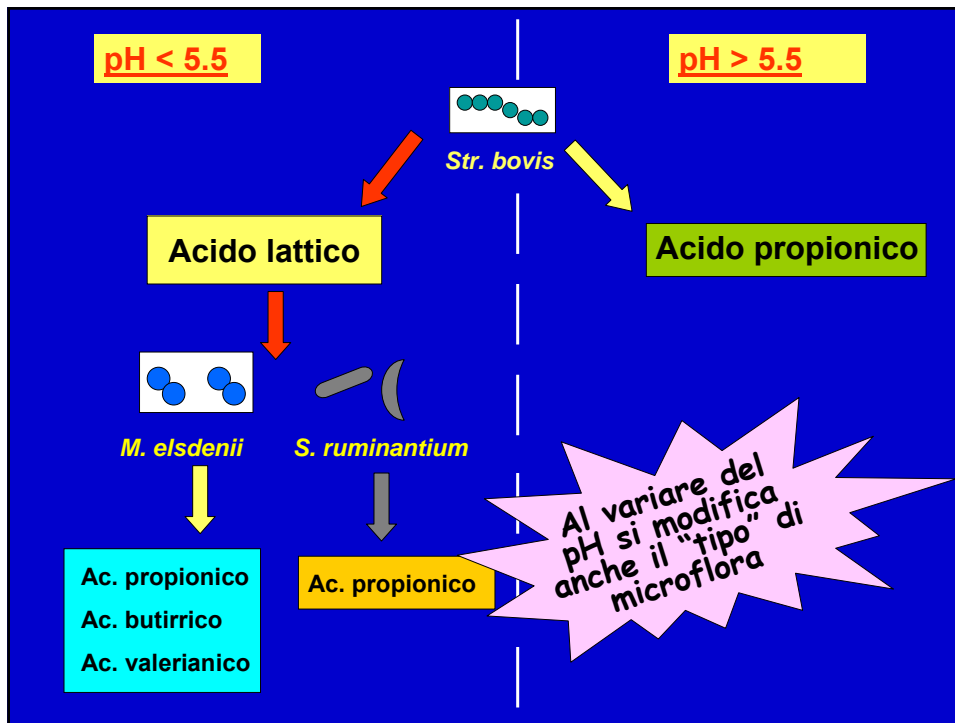 pH < 5.5
pH > 5.5
Str. bovis
Acido lattico
Acido propionico
M. elsdenii
S. ruminantium
Ac. propionico
Ac. butirrico
Ac. valerianico
Ac. propionico
Al variare del
pH si modifica
anche il “tipo” di
microflora